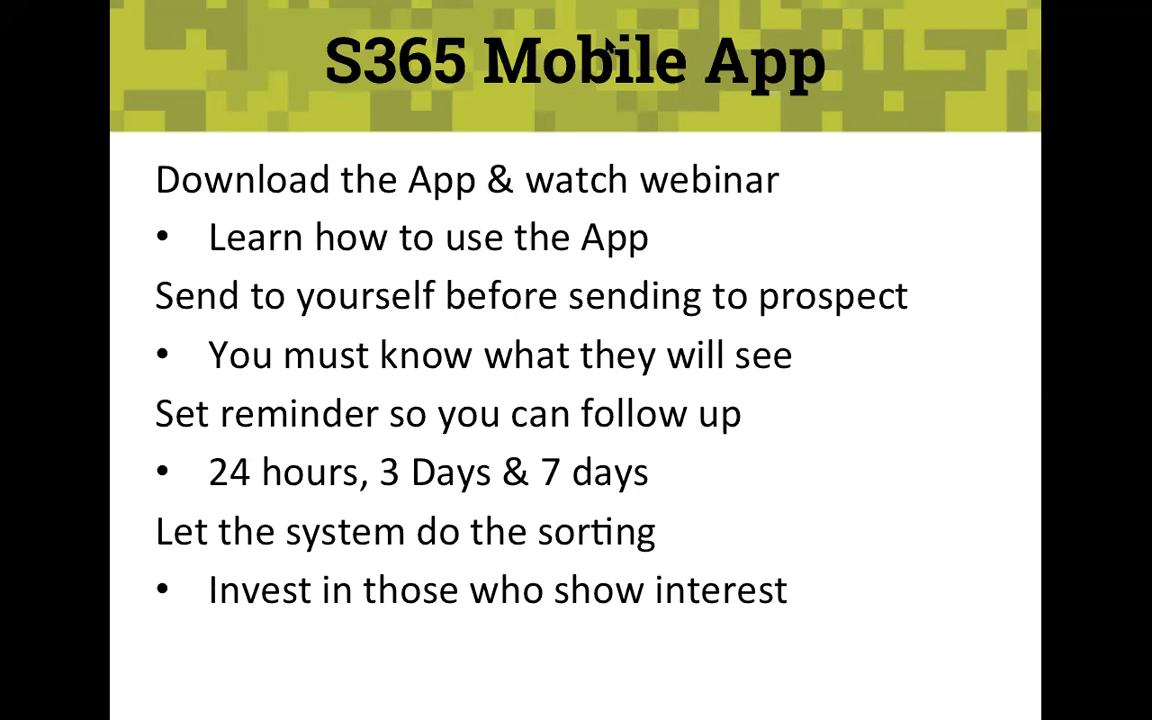 S365 Mobile App
Download the App & watch webinar
• Learn how to use the App
Send to yourself before sending to prospect
• You must know what they will see
Set reminder so you can follow up
• 24 hours, 3 Days & 7 days
Let the system do the sorting
• Invest in those who show interest